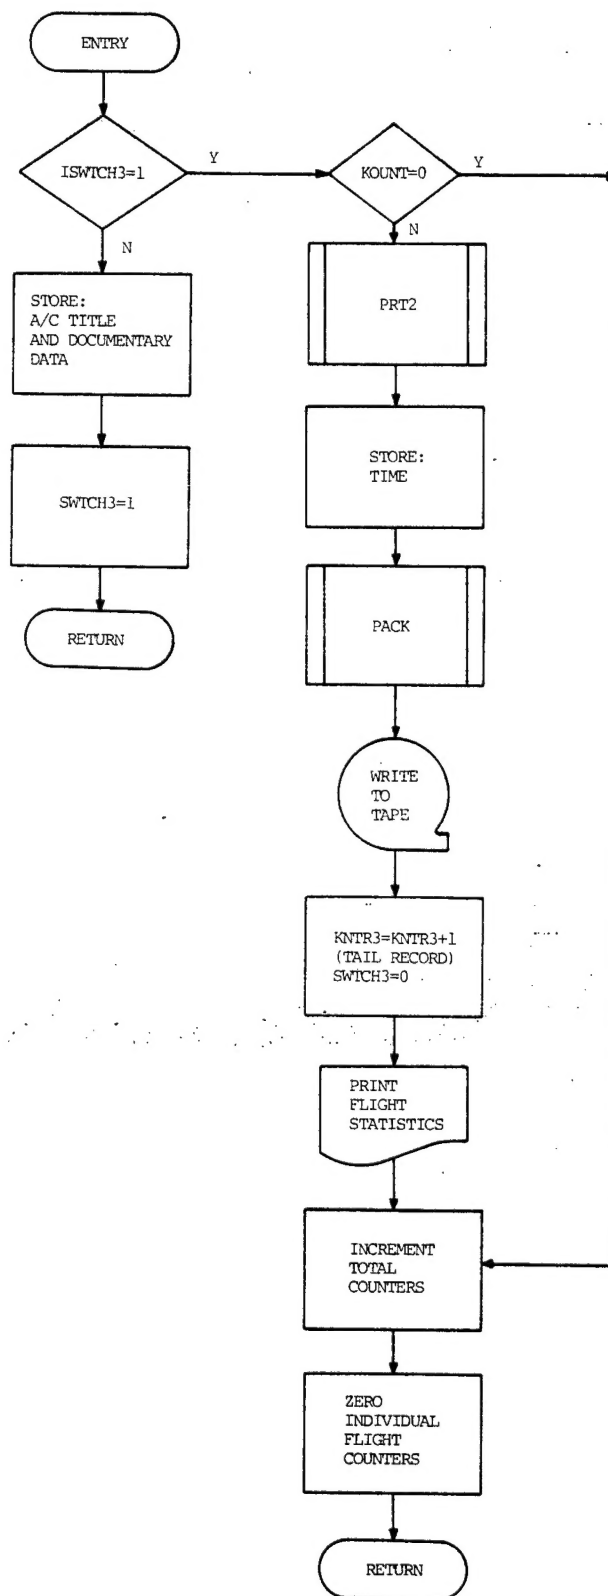 ENTRY
ISWTCH3=1
Y
KOUNT=0
Y
N
N
STORE:
A/C TITLE
AND DOCUMENTARY
DATA
PRT2
SWTCH3=1
STORE:
TIME
RETURN
PACK
WRITE
TO
TAPE
KNTR3=KNTR3+1
(TAIL RECORD)
SWTCH3=0
PRINT
FLIGHT
STATISTICS
INCREMENT
TOTAL
COUNTERS
ZERO
INDIVIDUAL
FLIGHT
COUNTERS
RETURN